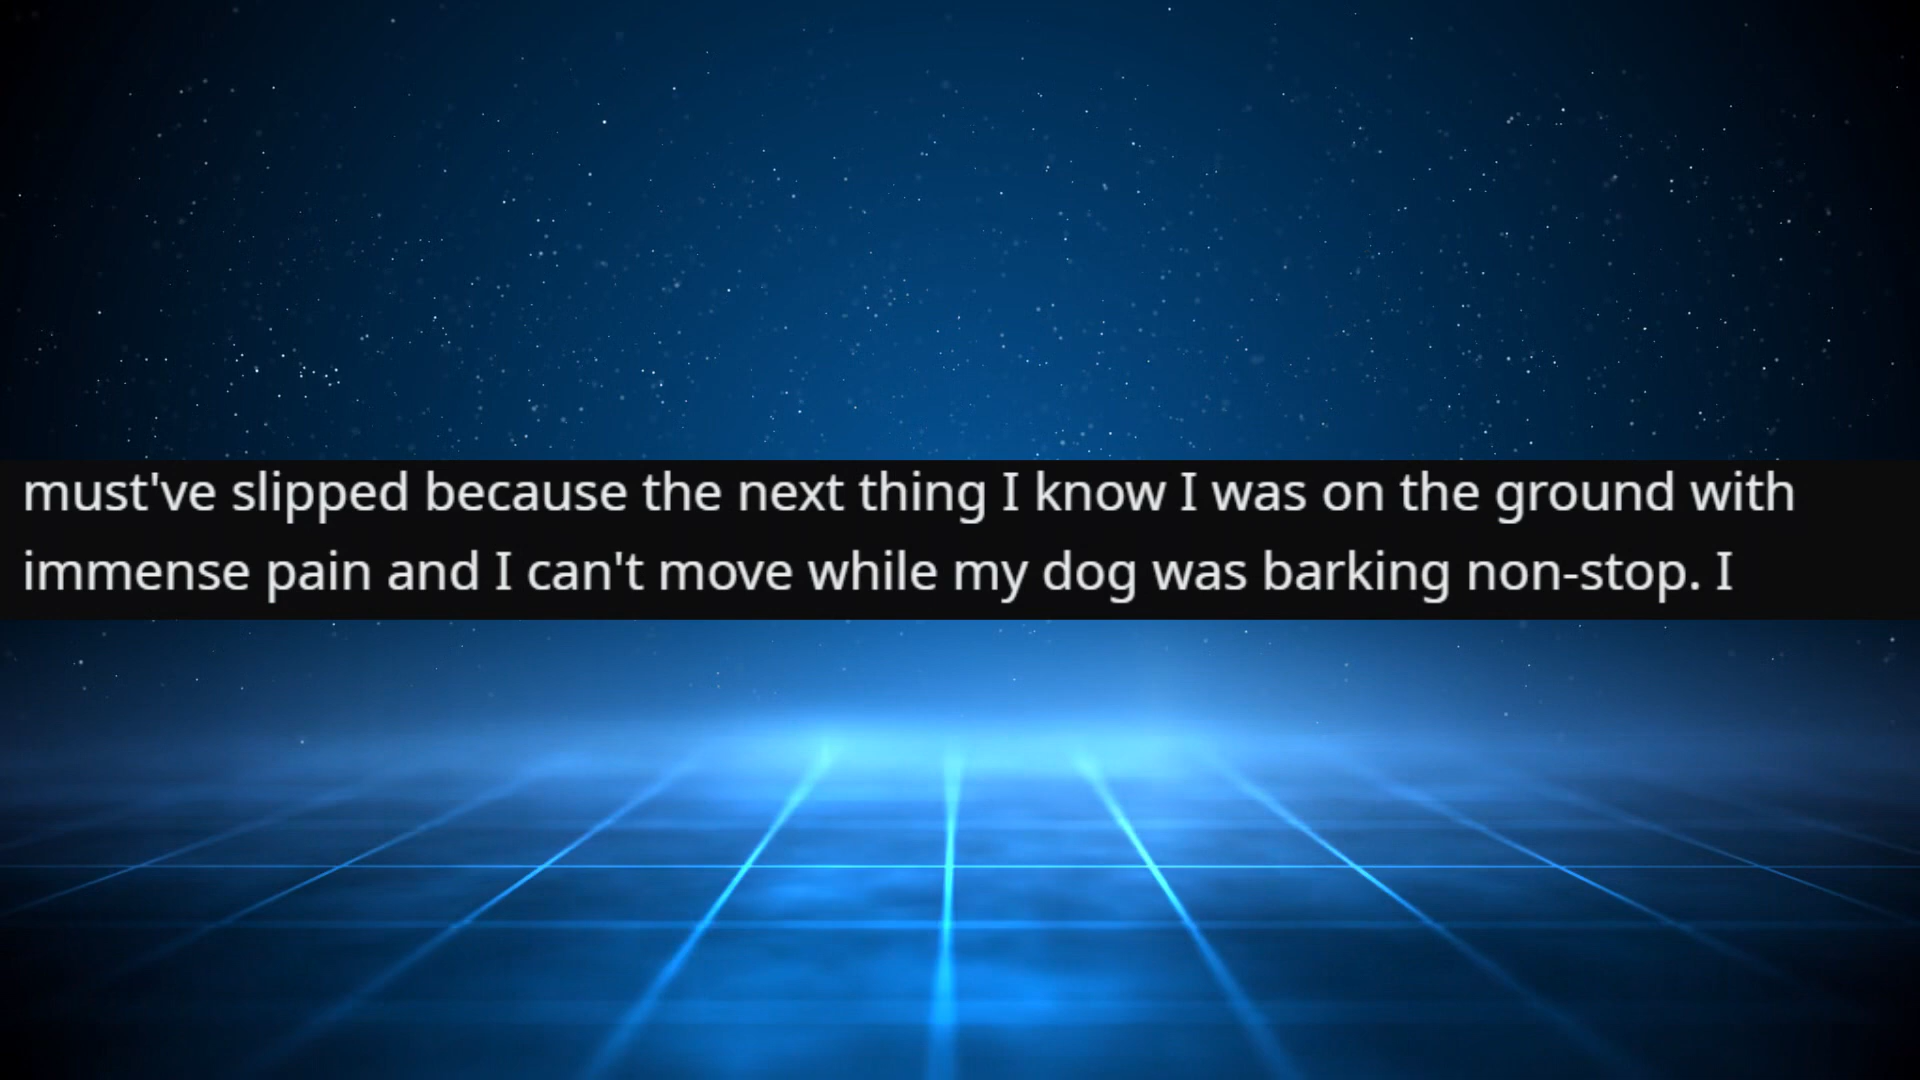 must've slipped because the next thing I know I was on the ground with
immense pain and I can't move while my dog was barking non-stop. I